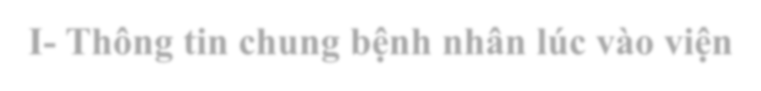 I- Thông tin chung bệnh nhân lúc vào viện